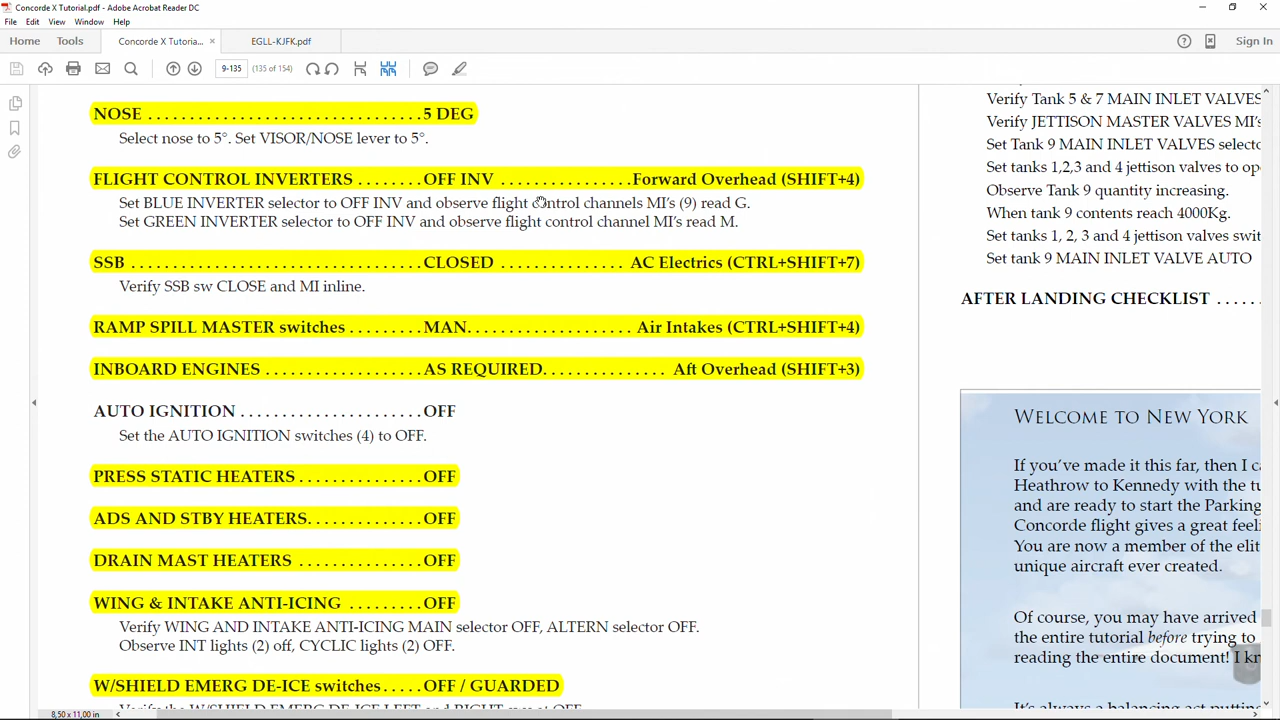 Concorde X Tutorial.pdf - Adobe Acrobat Reader DC
File Edit View Window Help
Home Tools Concorde X Tutoria... × EGLL-KJFK.pdf Sign In
9-135 (135 of 154)
NOSE . . . . . . . . . . . . . . . . . . . . . . . . . . . . . . 5 DEG
Select nose to 5°. Set VISOR/NOSE lever to 5°.
FLIGHT CONTROL INVERTERS . . . . . . . . OFF INV . . . . . . . . . . . . . . . Forward Overhead (SHIFT+4)
Set BLUE INVERTER selector to OFF INV and observe flight control channels MI's (9) read G.
Set GREEN INVERTER selector to OFF INV and observe flight control channel MI's read M.
SSB . . . . . . . . . . . . . . . . . . . . . . . . . . . . . . . . CLOSED . . . . . . . . . . . . . . AC Electrics (CTRL+SHIFT+7)
Verify SSB sw CLOSE and MI inline.
RAMP SPILL MASTER switches . . . . . . . . . MAN. . . . . . . . . . . . . . . . . . . Air Intakes (CTRL+SHIFT+4)
INBOARD ENGINES . . . . . . . . . . . . . . . . . . AS REQUIRED. . . . . . . . . . . . . . Aft Overhead (SHIFT+3)
AUTO IGNITION . . . . . . . . . . . . . . . . . . . . . OFF
Set the AUTO IGNITION switches (4) to OFF.
PRESS STATIC HEATERS . . . . . . . . . . . . . . OFF
ADS AND STBY HEATERS. . . . . . . . . . . . . OFF
DRAIN MAST HEATERS . . . . . . . . . . . . . . OFF
WING & INTAKE ANTI-ICING . . . . . . . . . OFF
Verify WING AND INTAKE ANTI-ICING MAIN selector OFF, ALTERN selector OFF.
Observe INT lights (2) off, CYCLIC lights (2) OFF.
W/SHIELD EMERG DE-ICE switches . . . . . OFF / GUARDED
Verify the W/SHIELD EMERG DE-ICE LEFT and RIGHT
Verify Tank 5 & 7 MAIN INLET VALVES
Verify JETTISON MASTER VALVES MI's
Set Tank 9 MAIN INLET VALVES
Set tanks 1,2,3 and 4 jettison valves to
Observe Tank 9 quantity increasing.
When tank 9 contents reach 4000Kg.
Set tanks 1, 2, 3 and 4 jettison valves
Set tank 9 MAIN INLET VALVE AUTO
AFTER LANDING CHECKLIST . . . . .
WELCOME TO NEW YORK
If you've made it this far, then I
Heathrow to Kennedy with the
and are ready to start the Parking
Concorde flight gives a great
You are now a member of the
unique aircraft ever created.
Of course, you may have arrived
the entire tutorial before trying to
reading the entire document! I
It's always a balancing act
8,50 x 11,00 in